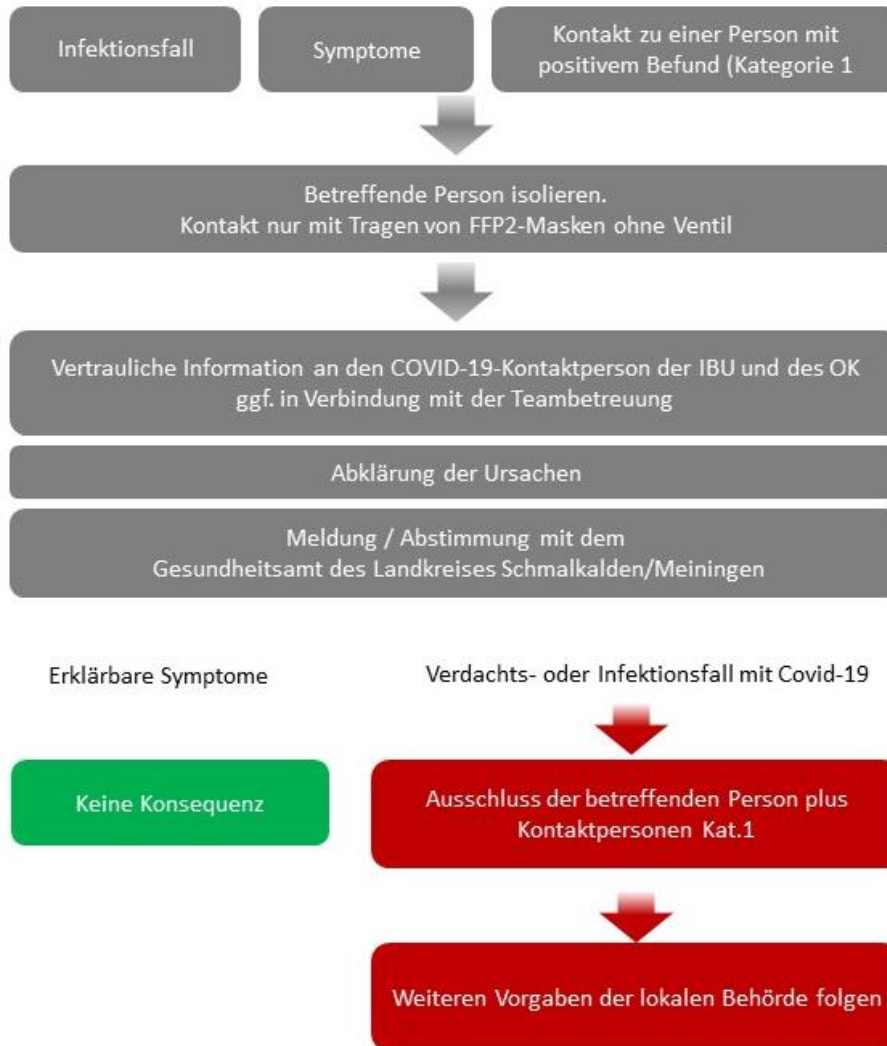 Infektionsfall
Symptome
Kontakt zu einer Person mit
positivem Befund (Kategorie 1
Betreffende Person isolieren.
Kontakt nur mit Tragen von FFP2-Masken ohne Ventil
Vertrauliche Information an den COVID-19-Kontaktperson der IBU und des OK
ggf. in Verbindung mit der Teambetreuung
Abklärung der Ursachen
Meldung / Abstimmung mit dem
Gesundheitsamt des Landkreises Schmalkalden/Meiningen
Erklärbare Symptome
Verdachts- oder Infektionsfall mit Covid-19
Keine Konsequenz
Ausschluss der betreffenden Person plus
Kontaktpersonen Kat.1
Weiteren Vorgaben der lokalen Behörde folgen